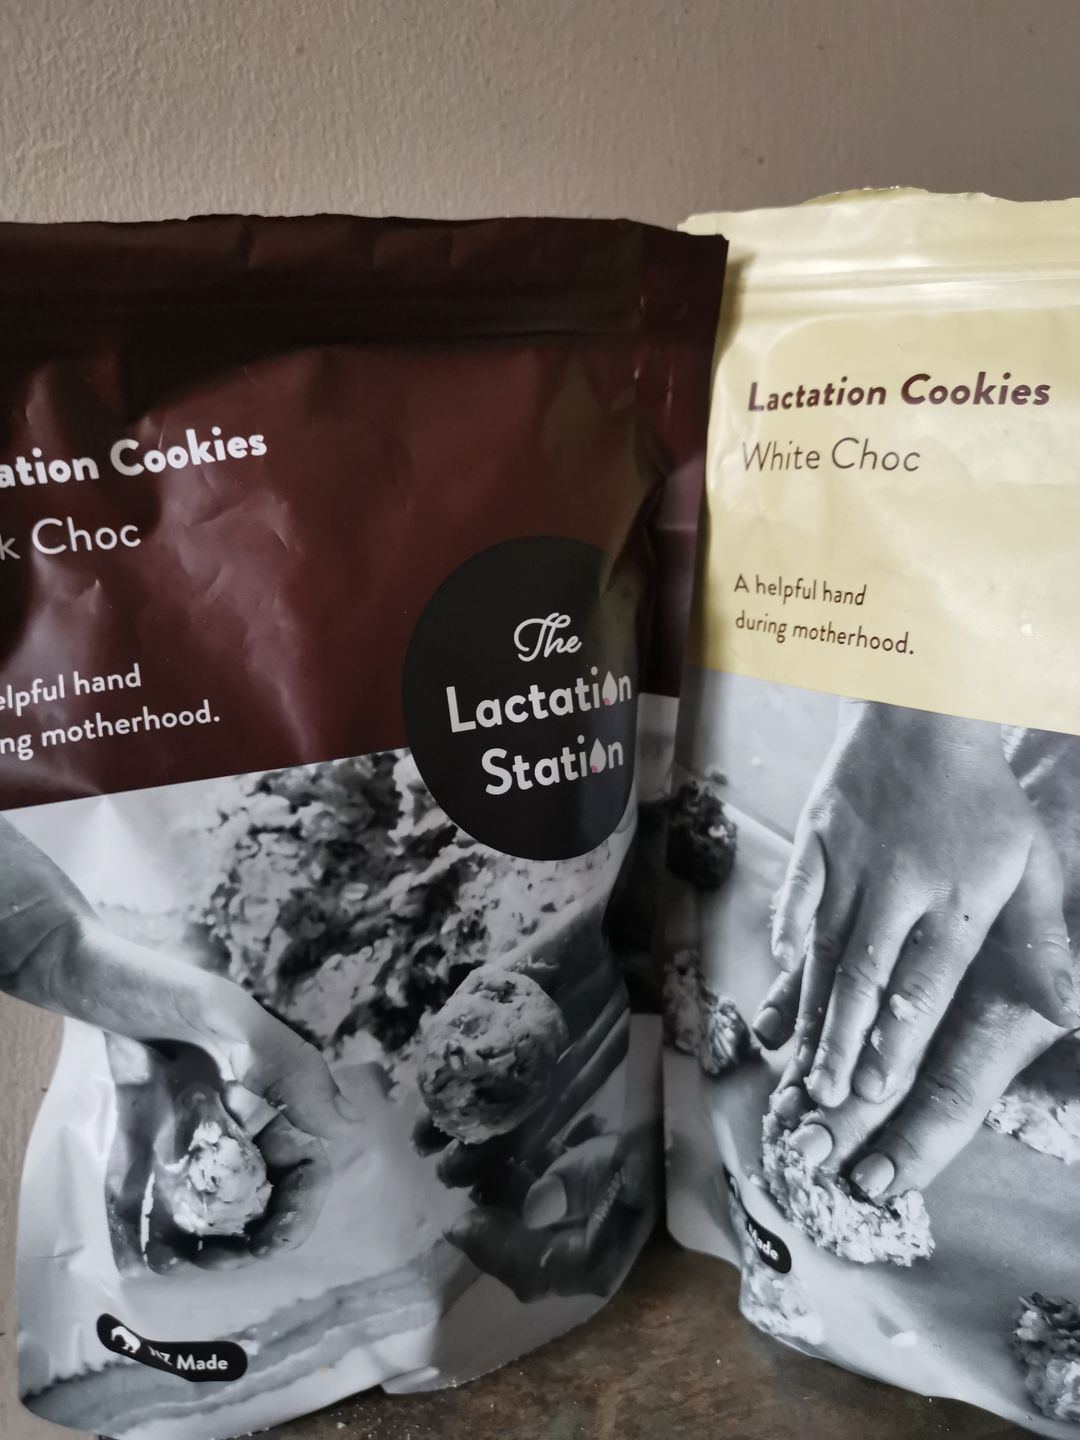 ation Cookies
k Choc
elpful hand
ng motherhood.
The
Lactation
Station
NZ Made
Lactation Cookies
White Choc
A helpful hand
during motherhood.
Made